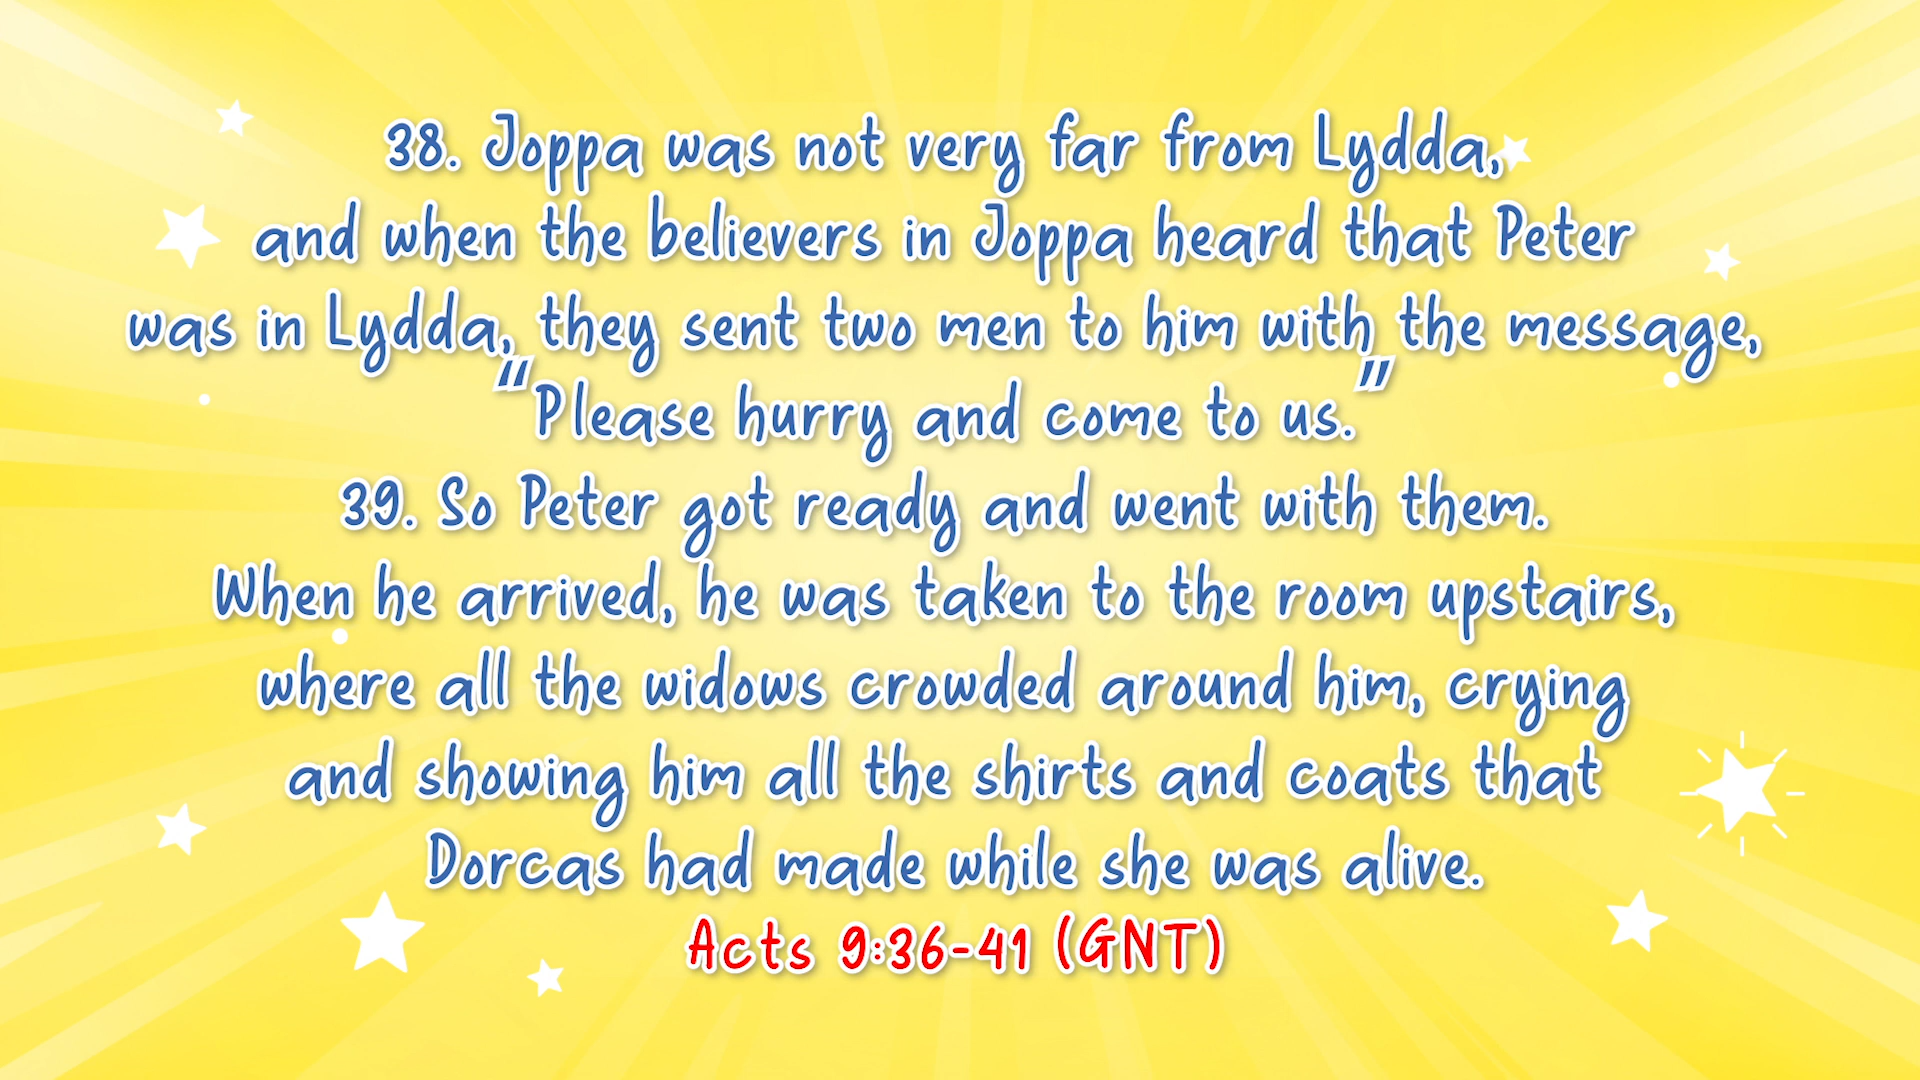 38. Joppa was not very far from Lydda,
and when the believers in Joppa heard that Peter
was in Lydda, they sent two men to him with the message,
“Please hurry and come to us.”
39. So Peter got ready and went with them.
When he arrived, he was taken to the room upstairs,
where all the widows crowded around him, crying
and showing him all the shirts and coats that
Dorcas had made while she was alive.
Acts 9:36-41 (GNT)